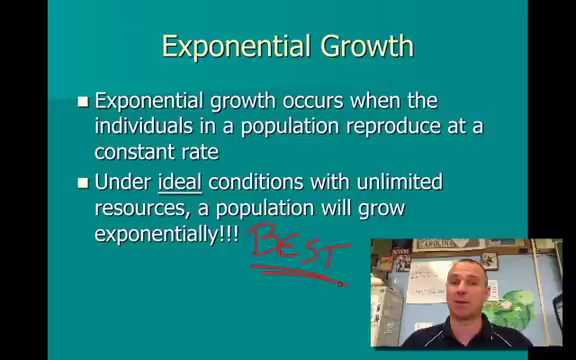 Exponential Growth
Exponential growth occurs when the
individuals in a population reproduce at a
constant rate
Under ideal conditions with unlimited
resources, a population will grow
exponentially!!!
BEST